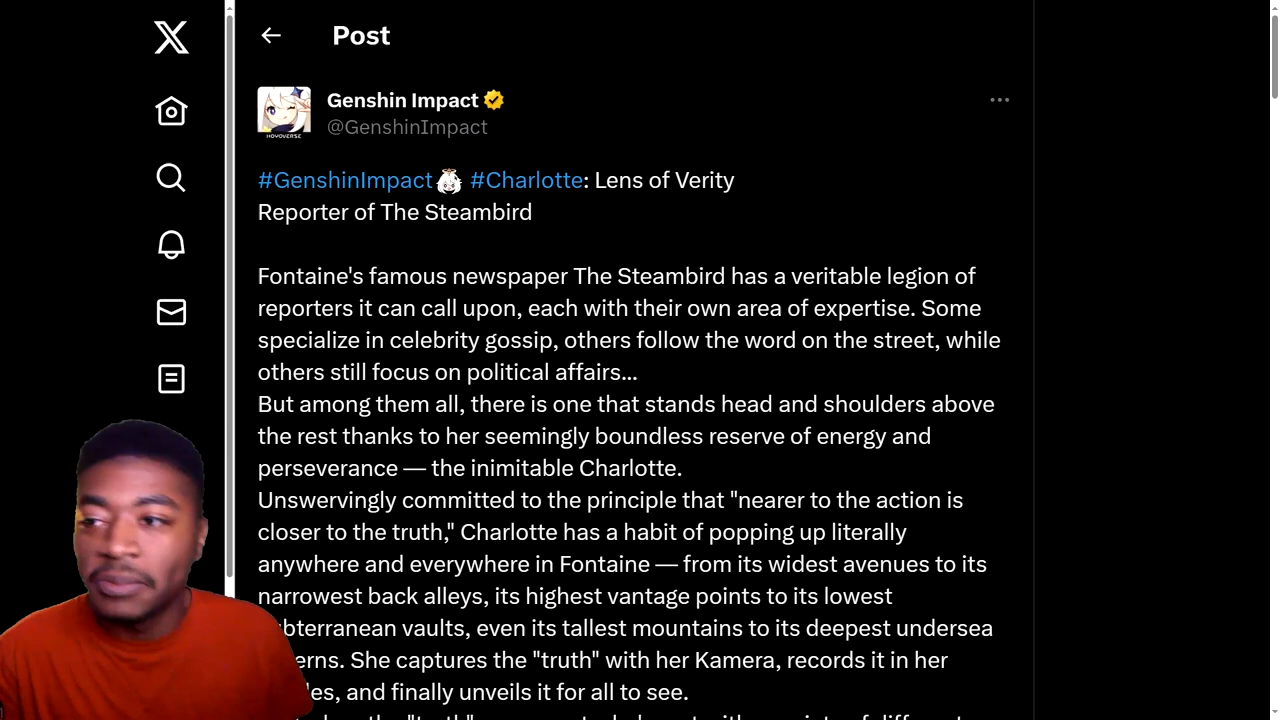 Post
Genshin Impact
@GenshinImpact
HOYOVERSE
#GenshinImpact #Charlotte: Lens of Verity
Reporter of The Steambird
Fontaine's famous newspaper The Steambird has a veritable legion of
reporters it can call upon, each with their own area of expertise. Some
specialize in celebrity gossip, others follow the word on the street, while
others still focus on political affairs...
But among them all, there is one that stands head and shoulders above
the rest thanks to her seemingly boundless reserve of energy and
perseverance — the inimitable Charlotte.
Unswervingly committed to the principle that "nearer to the action is
closer to the truth," Charlotte has a habit of popping up literally
anywhere and everywhere in Fontaine — from its widest avenues to its
narrowest back alleys, its highest vantage points to its lowest
bterranean vaults, even its tallest mountains to its deepest undersea
erns. She captures the "truth" with her Kamera, records it in her
les, and finally unveils it for all to see.